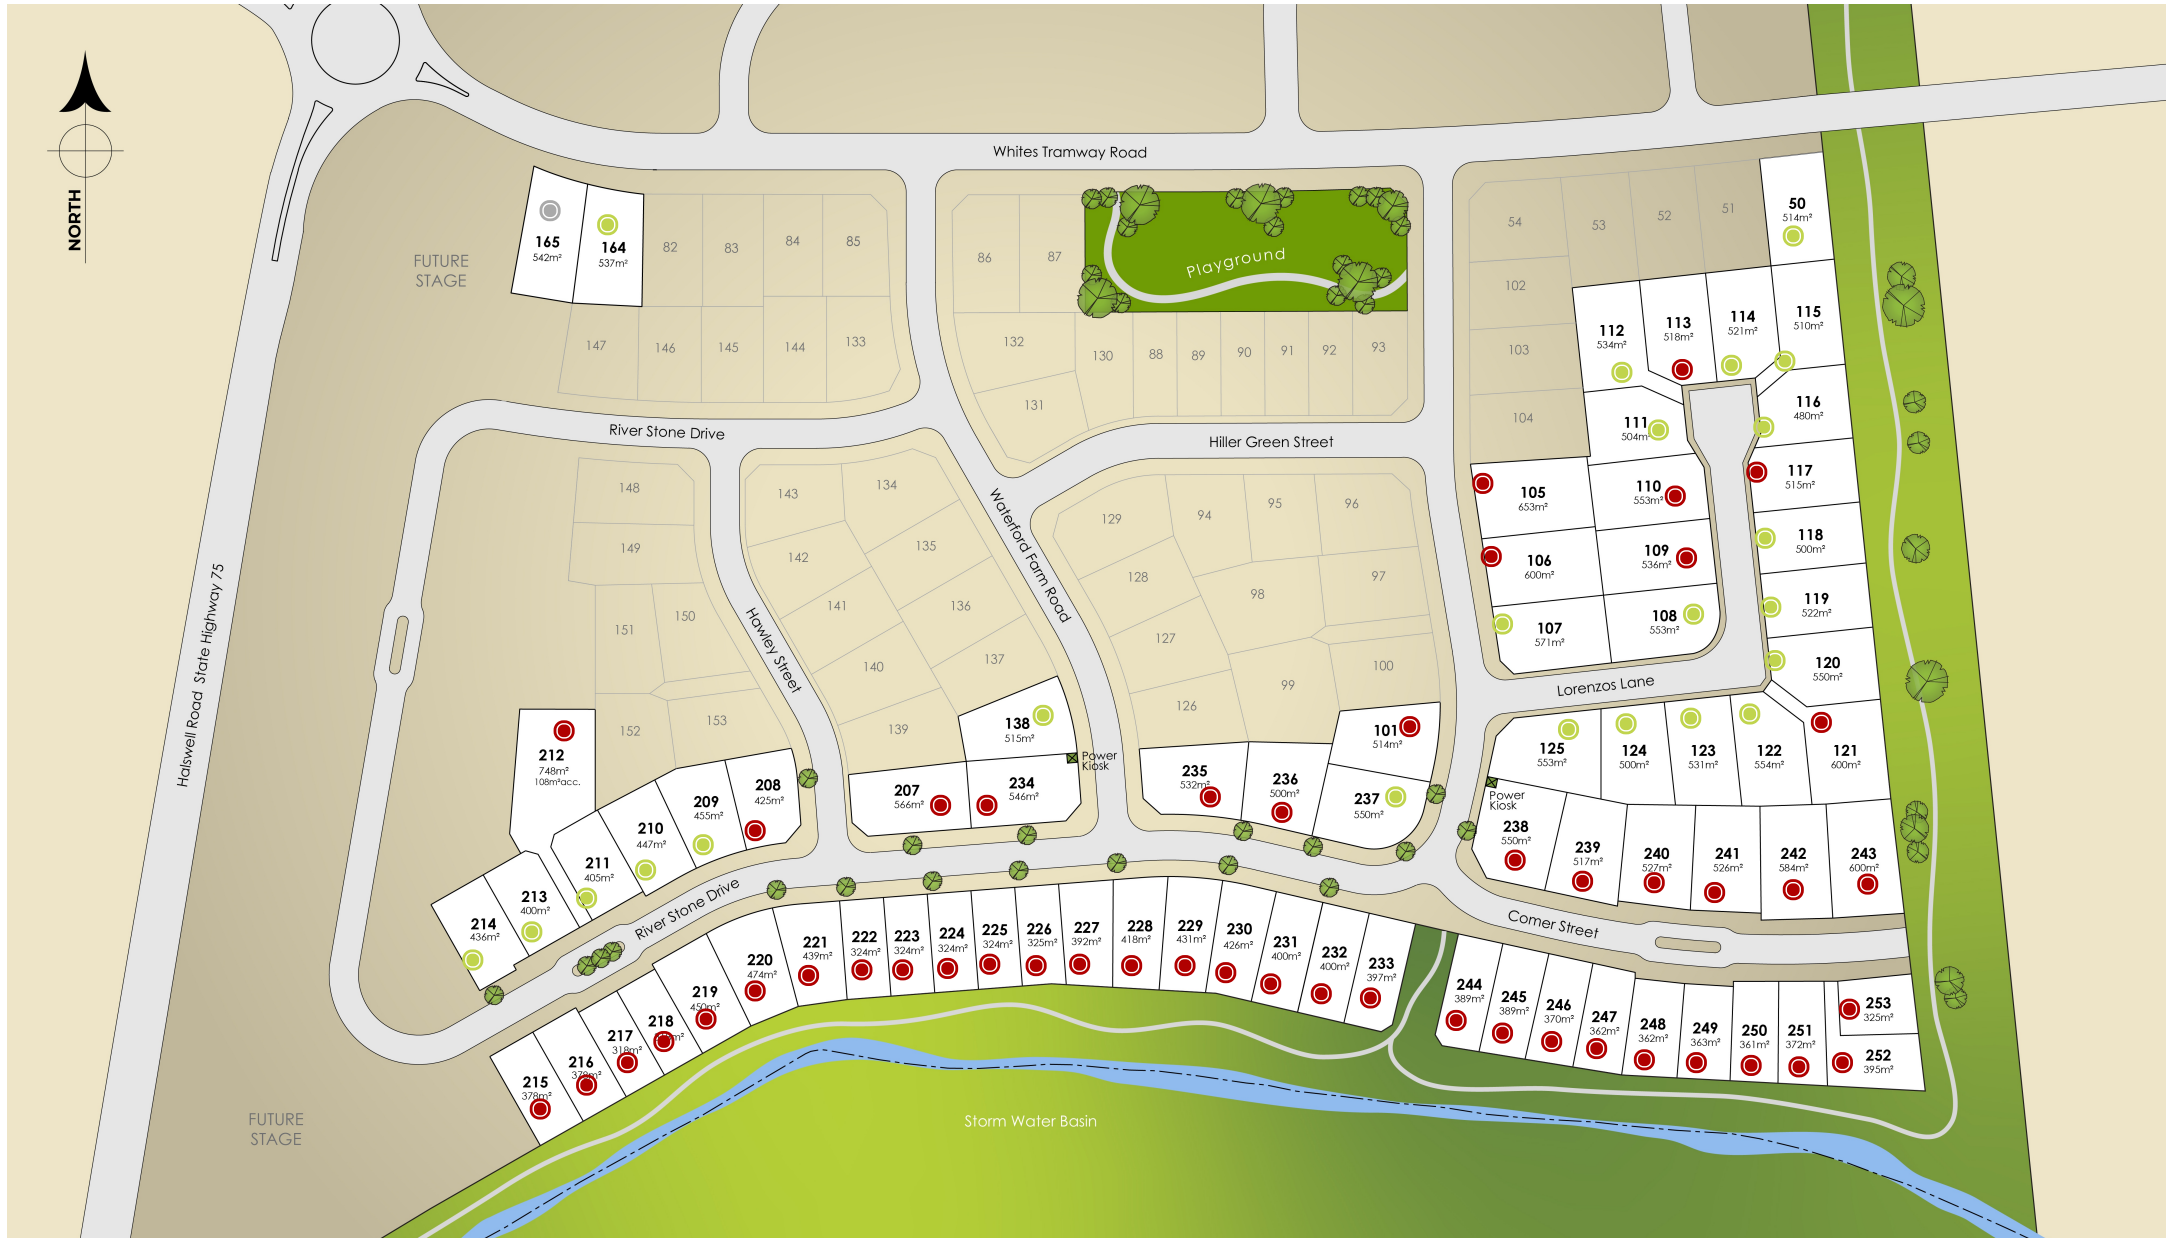 NORTH
Whites Tramway Road
FUTURE
STAGE
165
542m²
164
537m²
82
83
84
85
147
146
145
144
133
86
87
Playground
132
131
130
88
89
90
91
92
93
54
53
52
51
50
514m²
102
103
104
112
534m²
113
518m²
114
521m²
115
510m²
111
504m²
116
480m²
117
515m²
118
500m²
119
522m²
120
550m²
105
653m²
110
553m²
106
600m²
109
536m²
107
571m²
108
553m²
Lorenzos Lane
River Stone Drive
Hiller Green Street
Waterford Farm Road
Hawley Street
Halswell Road State Highway 75
148
149
150
151
152
153
143
134
142
135
141
136
140
137
139
138
515m²
129
94
95
96
128
98
97
127
99
100
126
101
514m²
Power
Kiosk
212
748m²
108m²acc.
208
425m²
209
455m²
210
447m²
211
405m²
213
400m²
214
436m²
207
566m²
234
546m²
235
532m²
236
500m²
237
550m²
125
553m²
124
500m²
123
531m²
122
554m²
121
600m²
Power
Kiosk
238
550m²
239
517m²
240
527m²
241
526m²
242
584m²
243
600m²
River Stone Drive
Comer Street
215
378m²
216
217
318m²
218
219
450m²
220
474m²
221
439m²
222
324m²
223
324m²
224
324m²
225
324m²
226
325m²
227
392m²
228
418m²
229
431m²
230
426m²
231
400m²
232
400m²
233
397m²
244
389m²
245
389m²
246
370m²
247
362m²
248
362m²
249
363m²
250
361m²
251
372m²
253
325m²
252
395m²
Storm Water Basin
FUTURE
STAGE